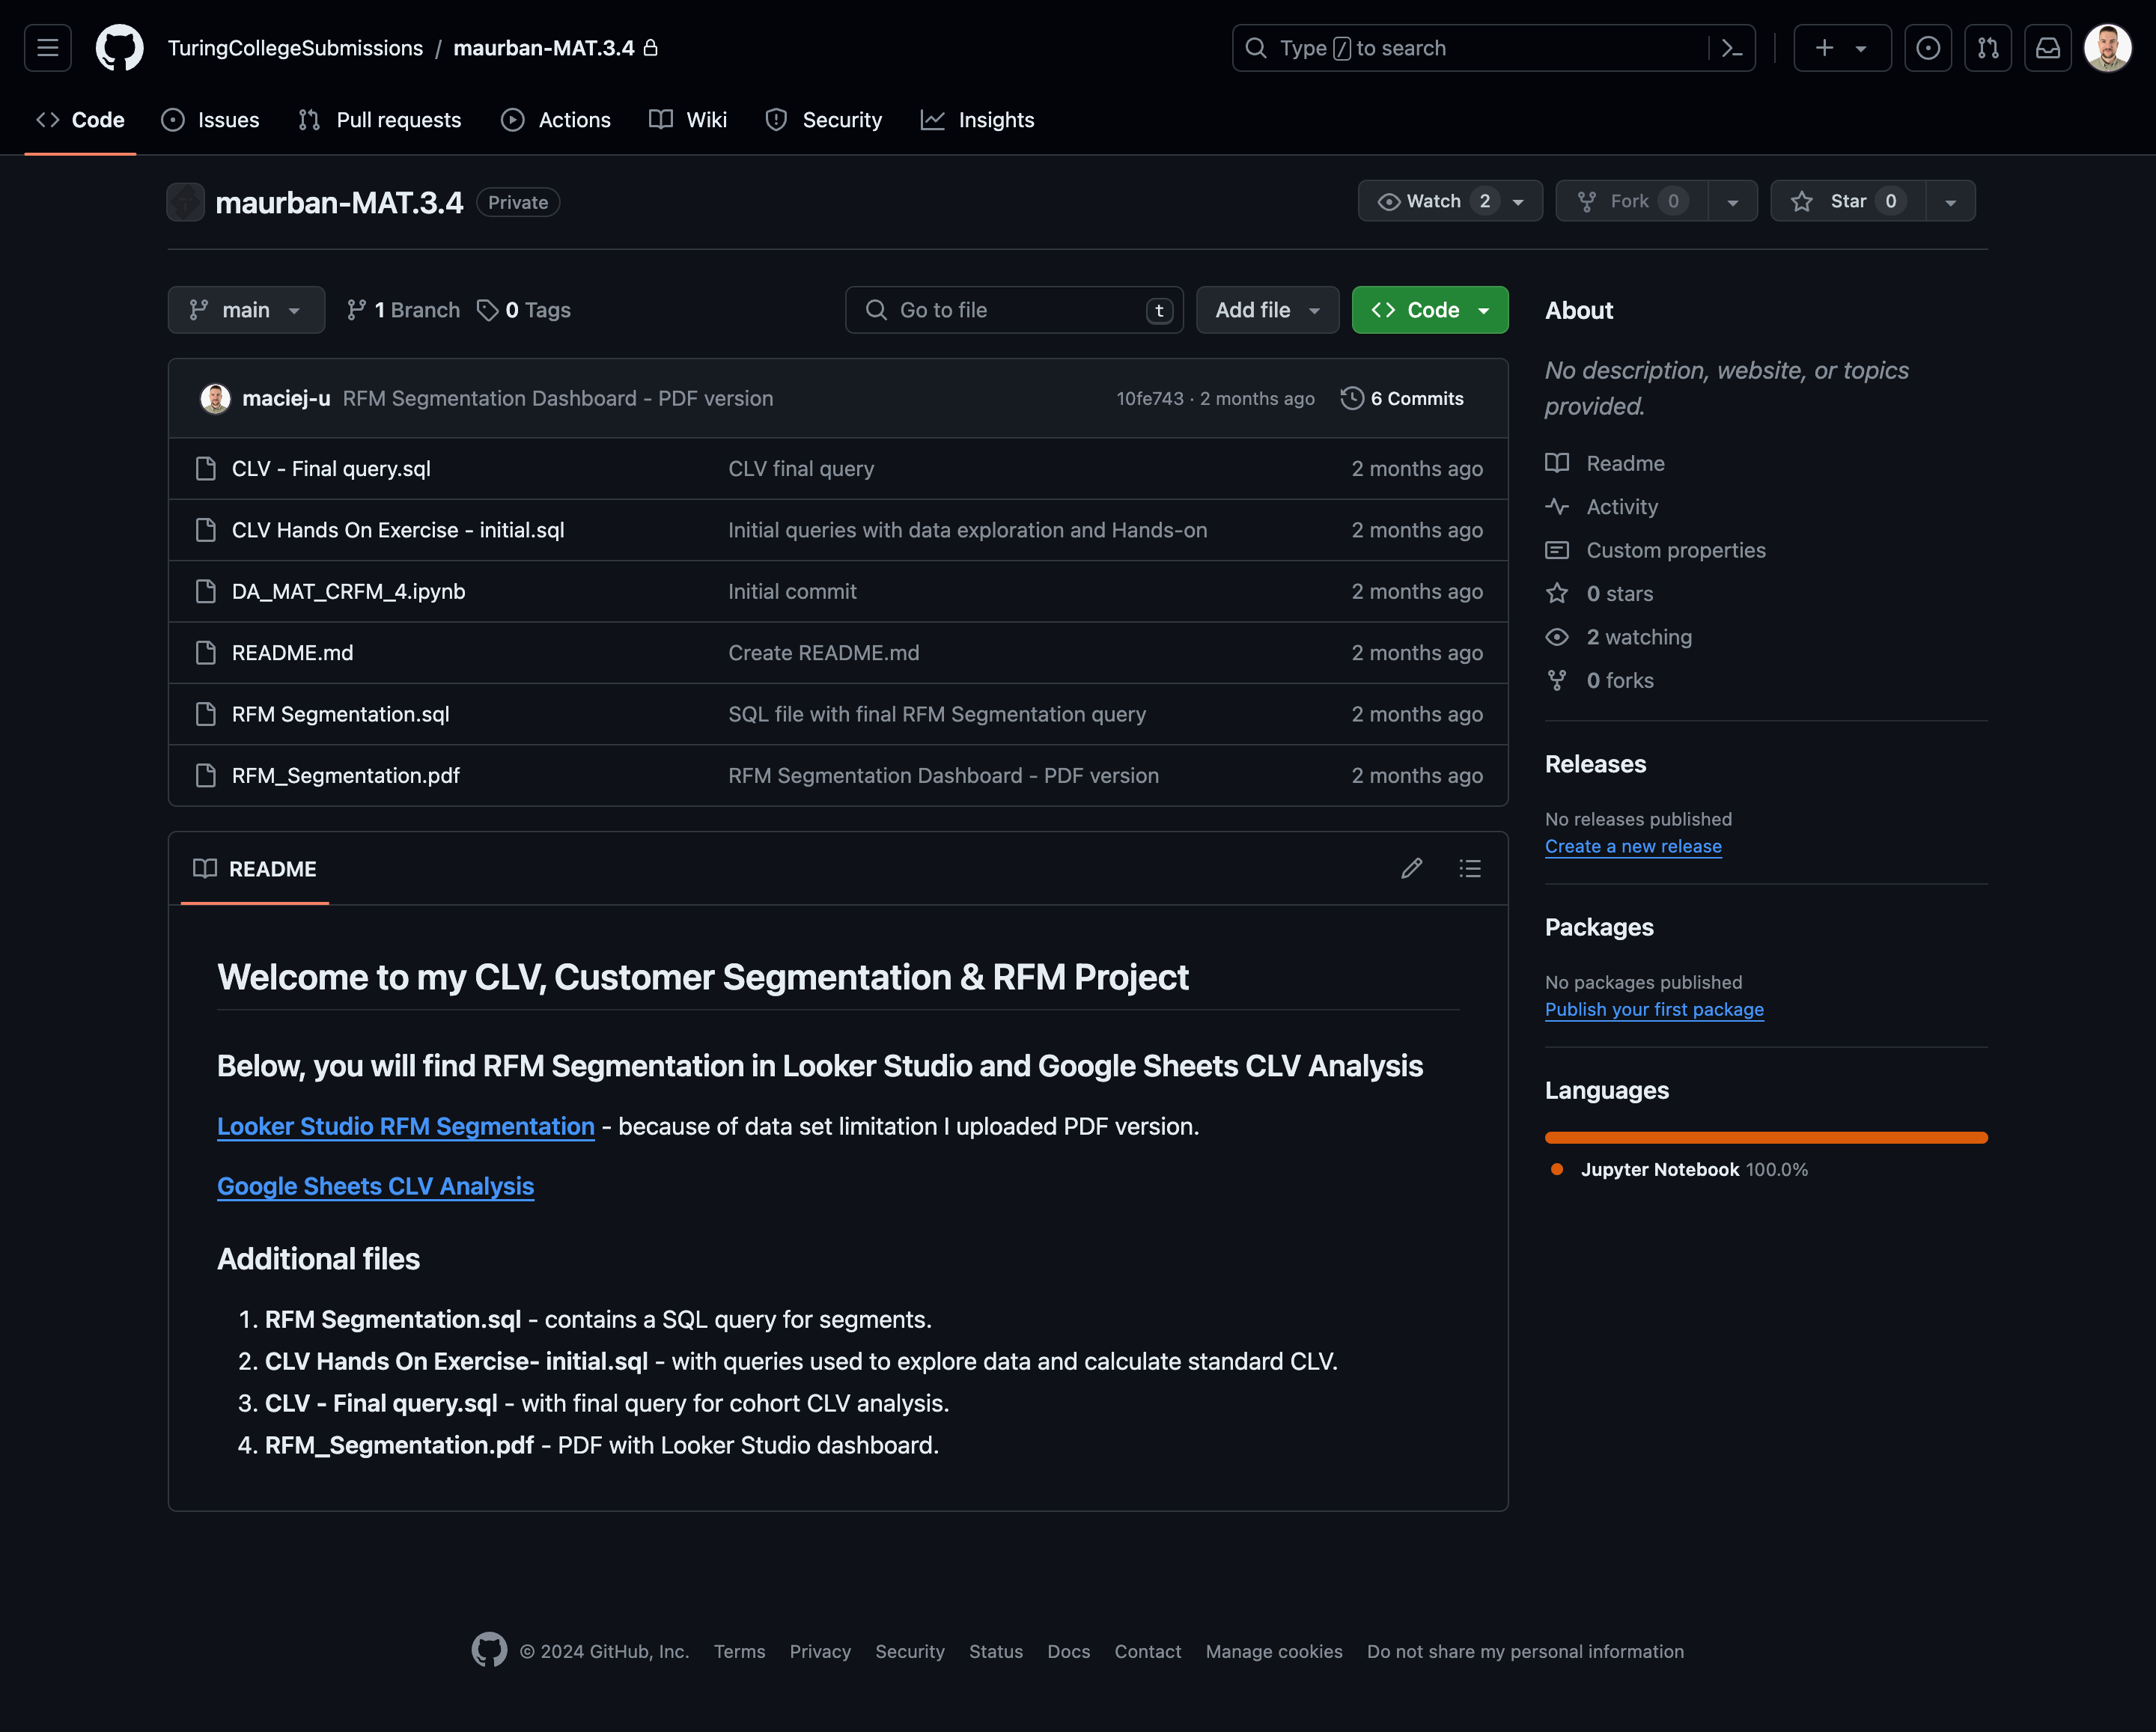 TuringCollegeSubmissions / maurban-MAT.3.4
Type / to search
Code Issues Pull requests Actions Wiki Security Insights
maurban-MAT.3.4 Private
Watch 2 Fork 0 Star 0
main 1 Branch 0 Tags
Go to file t Add file Code
maciej-u RFM Segmentation Dashboard - PDF version 10fe743 · 2 months ago 6 Commits
CLV - Final query.sql CLV final query 2 months ago
CLV Hands On Exercise - initial.sql Initial queries with data exploration and Hands-on 2 months ago
DA_MAT_CRFM_4.ipynb Initial commit 2 months ago
README.md Create README.md 2 months ago
RFM Segmentation.sql SQL file with final RFM Segmentation query 2 months ago
RFM_Segmentation.pdf RFM Segmentation Dashboard - PDF version 2 months ago
README
Welcome to my CLV, Customer Segmentation & RFM Project
Below, you will find RFM Segmentation in Looker Studio and Google Sheets CLV Analysis
Looker Studio RFM Segmentation - because of data set limitation I uploaded PDF version.
Google Sheets CLV Analysis
Additional files
1. RFM Segmentation.sql - contains a SQL query for segments.
2. CLV Hands On Exercise- initial.sql - with queries used to explore data and calculate standard CLV.
3. CLV - Final query.sql - with final query for cohort CLV analysis.
4. RFM_Segmentation.pdf - PDF with Looker Studio dashboard.
About
No description, website, or topics
provided.
Readme
Activity
Custom properties
0 stars
2 watching
0 forks
Releases
No releases published
Create a new release
Packages
No packages published
Publish your first package
Languages
Jupyter Notebook 100.0%
© 2024 GitHub, Inc. Terms Privacy Security Status Docs Contact Manage cookies Do not share my personal information